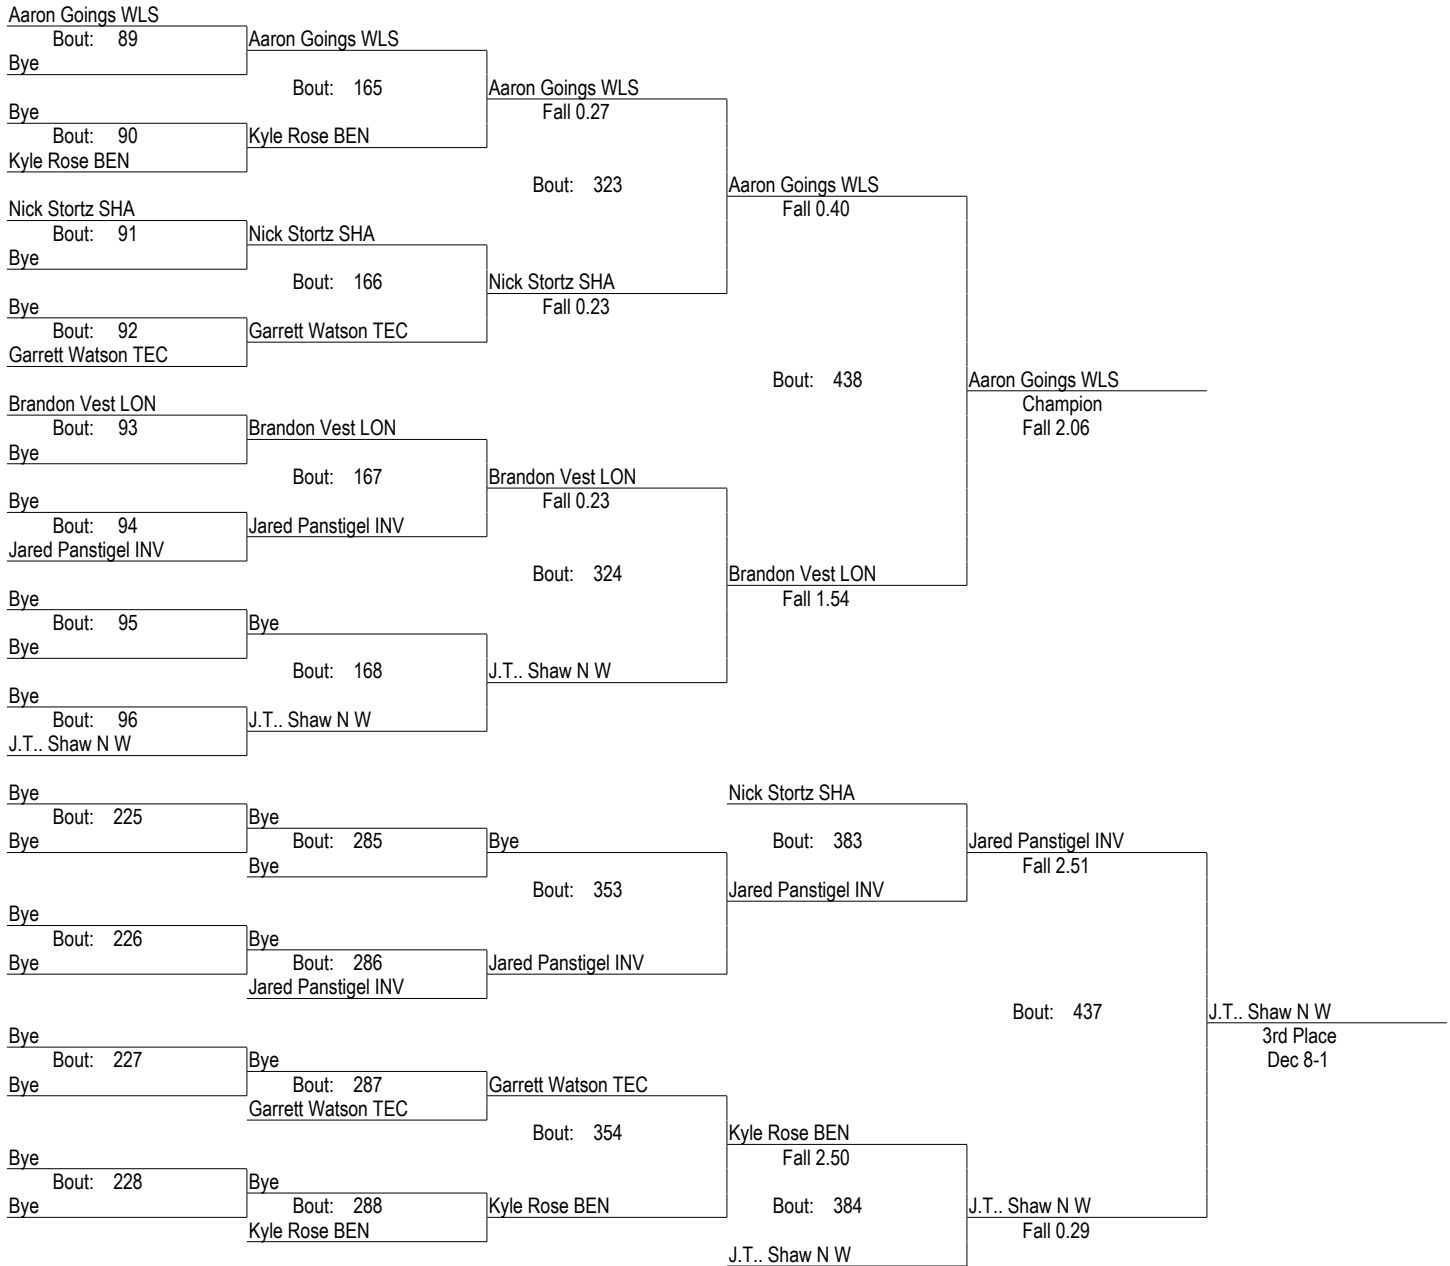 Aaron Goings WLS
Bout: 89
Aaron Goings WLS
Bye
Bout: 165
Aaron Goings WLS
Bye
Fall 0.27
Bout: 90
Kyle Rose BEN
Kyle Rose BEN
Bout: 323
Aaron Goings WLS
Nick Stortz SHA
Fall 0.40
Bout: 91
Nick Stortz SHA
Bye
Bout: 166
Nick Stortz SHA
Bye
Fall 0.23
Bout: 92
Garrett Watson TEC
Garrett Watson TEC
Bout: 438
Aaron Goings WLS
Brandon Vest LON
Champion
Bout: 93
Brandon Vest LON
Fall 2.06
Bye
Bout: 167
Brandon Vest LON
Bye
Fall 0.23
Bout: 94
Jared Panstigel INV
Jared Panstigel INV
Bout: 324
Brandon Vest LON
Bye
Fall 1.54
Bout: 95
Bye
Bye
Bout: 168
J.T.. Shaw N W
Bye
Bout: 96
J.T.. Shaw N W
J.T.. Shaw N W
Bye
Nick Stortz SHA
Bout: 225
Bye
Bye
Bout: 285
Bye
Bout: 383
Jared Panstigel INV
Bye
Fall 2.51
Bout: 353
Jared Panstigel INV
Bye
Bout: 226
Bye
Bye
Bout: 286
Jared Panstigel INV
Jared Panstigel INV
Bout: 437
J.T.. Shaw N W
Bye
3rd Place
Bout: 227
Bye
Dec 8-1
Bye
Bout: 287
Garrett Watson TEC
Garrett Watson TEC
Bout: 354
Kyle Rose BEN
Bye
Fall 2.50
Bout: 228
Bye
Bye
Bout: 288
Kyle Rose BEN
Bout: 384
J.T.. Shaw N W
Kyle Rose BEN
Fall 0.29
J.T.. Shaw N W